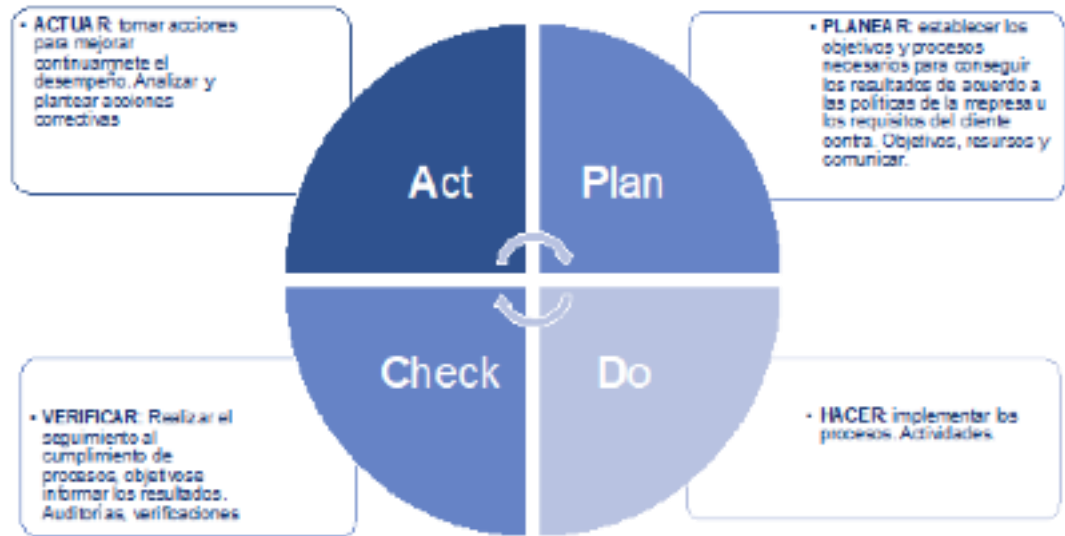 • ACTUAR: tomar acciones
para mejorar
continuamnete el
desempeño. Analizar y
plantear acciones
correctivas
• PLANEAR: establecer los
objetivos y procesos
necesarios para conseguir
los resultados de acuerdo a
las políticas de la mepresa u
los requisitos del cliente
contra. Objetivos, resursos y
comunicar.
Act
Plan
Check
Do
• VERIFICAR: Realizar el
seguimiento al
cumplimiento de
procesos, objetivose
informar los resultados.
Auditorías, verificaciones
• HACER: implementar los
procesos. Actividades.